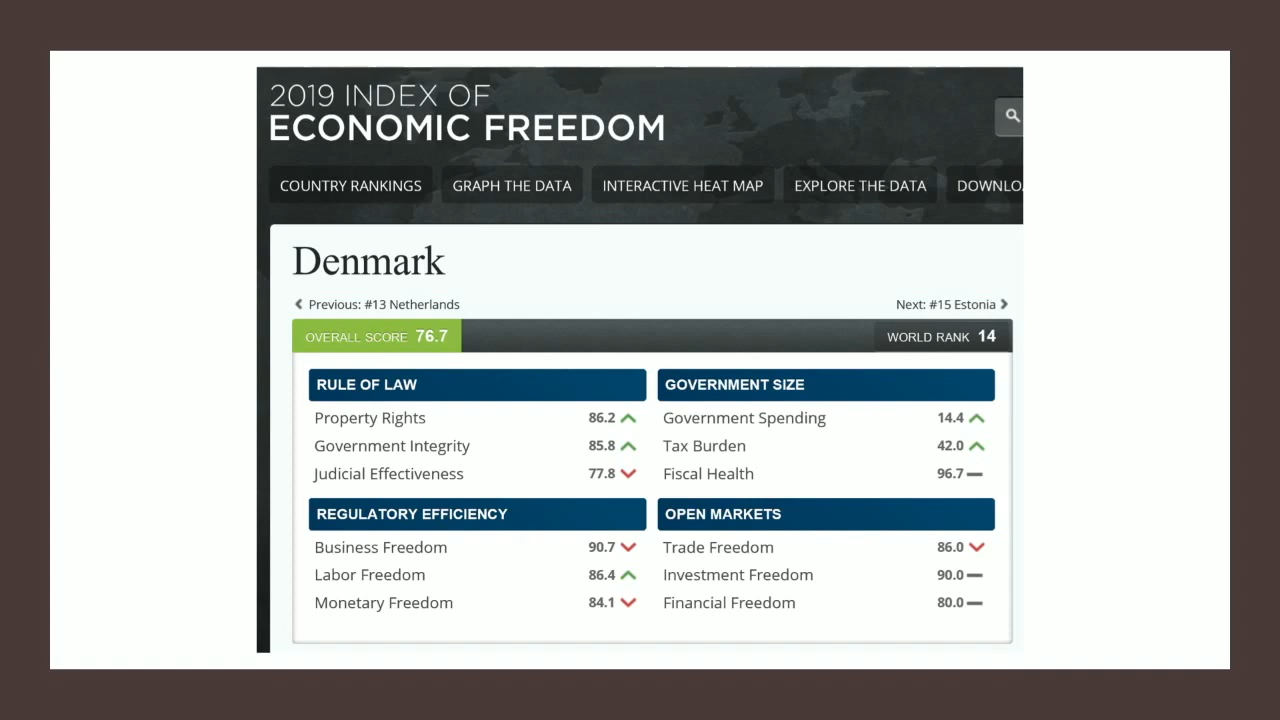 2019 INDEX OF
ECONOMIC FREEDOM
COUNTRY RANKINGS GRAPH THE DATA INTERACTIVE HEAT MAP EXPLORE THE DATA DOWNLO
Denmark
Previous: #13 Netherlands Next: #15 Estonia
OVERALL SCORE 76.7 WORLD RANK 14
RULE OF LAW
Property Rights 86.2
Government Integrity 85.8
Judicial Effectiveness 77.8
GOVERNMENT SIZE
Government Spending 14.4
Tax Burden 42.0
Fiscal Health 96.7
REGULATORY EFFICIENCY
Business Freedom 90.7
Labor Freedom 86.4
Monetary Freedom 84.1
OPEN MARKETS
Trade Freedom 86.0
Investment Freedom 90.0
Financial Freedom 80.0